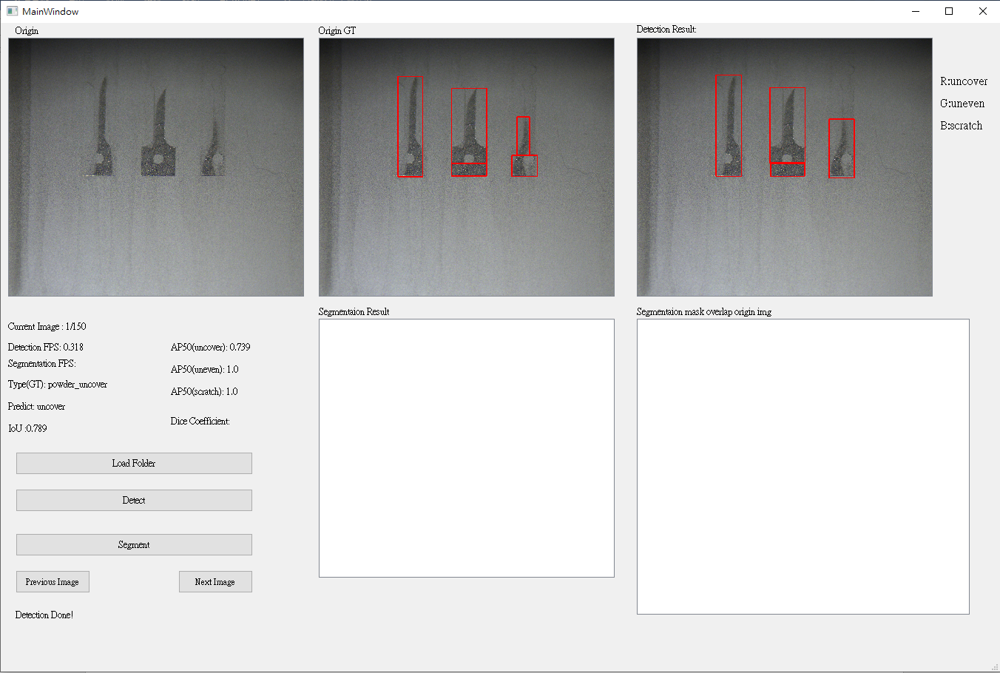 MainWindow
Origin
Origin GT
Detection Result:
R:uncover
G:uneven
B:scratch
Segmentaion Result
Segmentaion mask overlap origin img
Current Image : 1/150
Detection FPS: 0.318
AP50(uncover): 0.739
Segmentation FPS:
AP50(uneven): 1.0
Type(GT): powder_uncover
AP50(scratch): 1.0
Predict: uncover
Dice Coefficient:
IoU :0.789
Load Folder
Detect
Segment
Previous Image
Next Image
Detection Done!